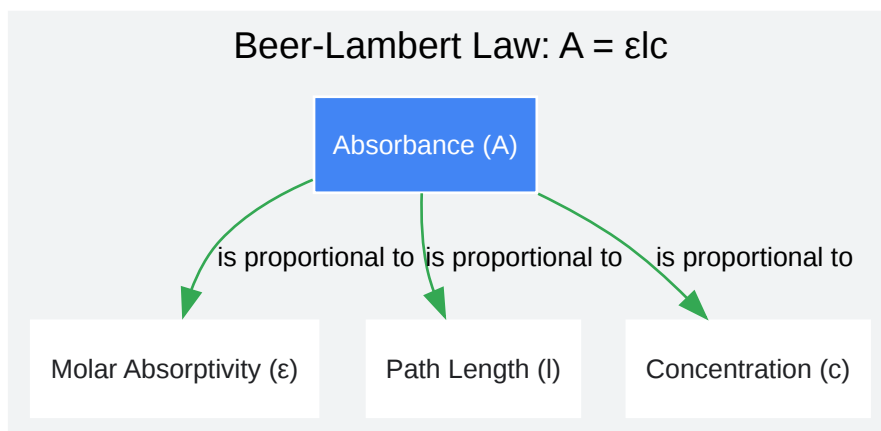 Beer-Lambert Law: A = εlc
Absorbance (A)
is proportional to
is proportional to
is proportional to
Molar Absorptivity (ε)
Path Length (l)
Concentration (c)